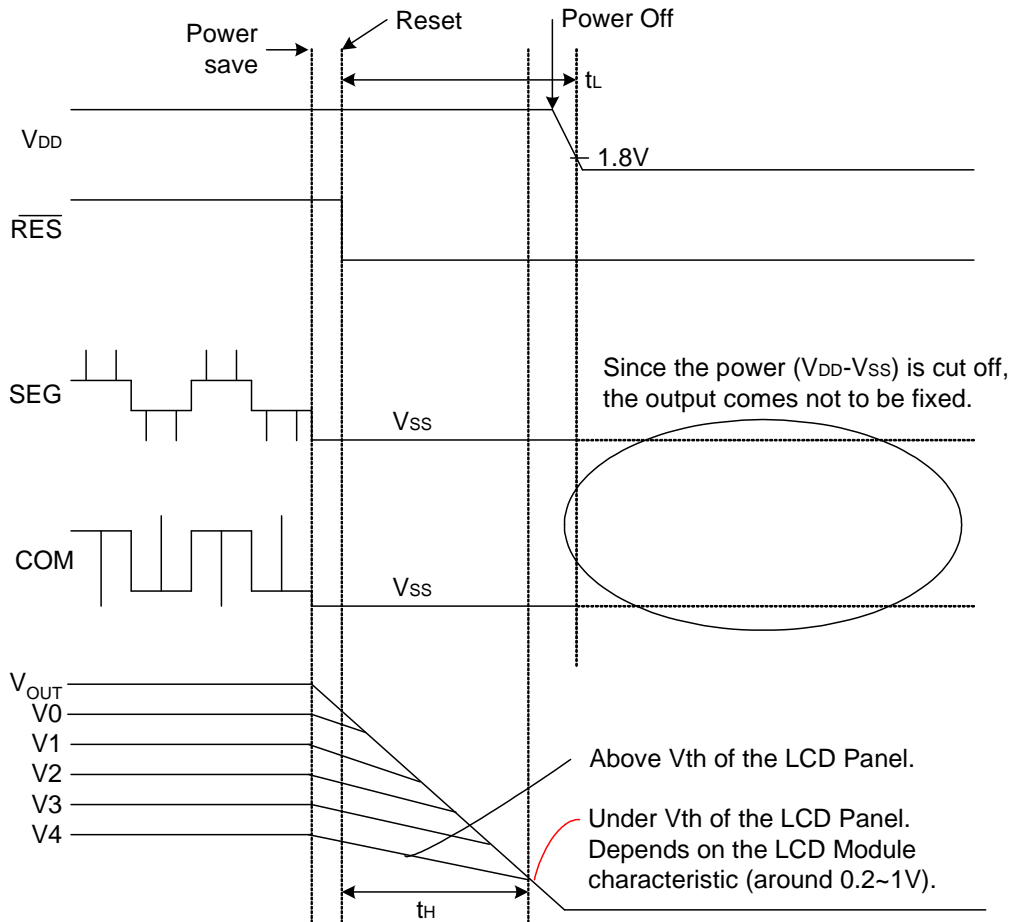 Power
save
Reset
Power Off
tL
VDD
1.8V
RES
SEG
Since the power (VDD-VSS) is cut off,
the output comes not to be fixed.
VSS
COM
VSS
VOUT
V0
V1
V2
V3
V4
Above Vth of the LCD Panel.
Under Vth of the LCD Panel.
Depends on the LCD Module
characteristic (around 0.2~1V).
tH